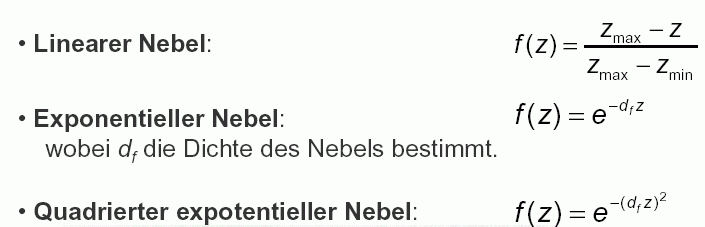 • Linearer Nebel: f(z) = (z_max − z) / (z_max − z_min)
• Exponentieller Nebel: f(z) = e^(−d_f z)
wobei d_f die Dichte des Nebels bestimmt.
• Quadrierter expotentieller Nebel: f(z) = e^(−(d_f z)²)